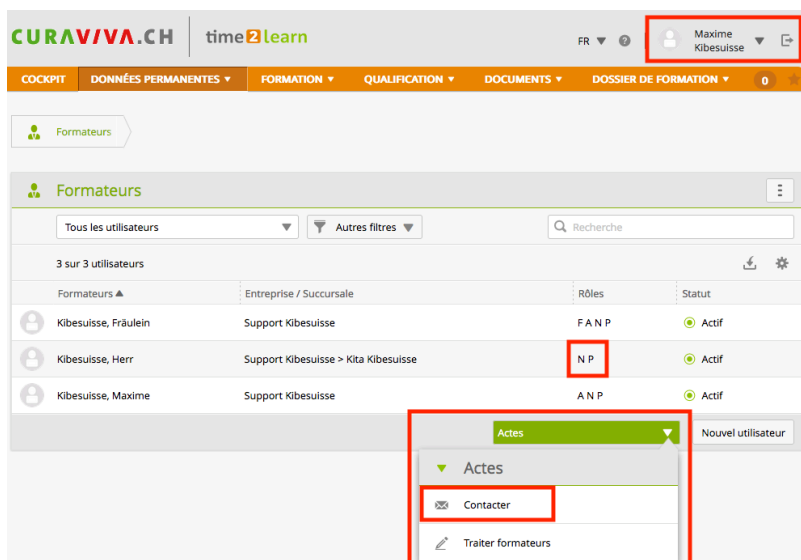 CURAVIVA.CH time2learn
FR
Maxime
Kibesuisse
COCKPIT DONNÉES PERMANENTES FORMATION QUALIFICATION DOCUMENTS DOSSIER DE FORMATION 0
Formateurs
Formateurs
Tous les utilisateurs Autres filtres Recherche
3 sur 3 utilisateurs
Formateurs Entreprise / Succursale Rôles Statut
Kibesuisse, Fräulein Support Kibesuisse F A N P Actif
Kibesuisse, Herr Support Kibesuisse > Kita Kibesuisse N P Actif
Kibesuisse, Maxime Support Kibesuisse A N P Actif
Actes Nouvel utilisateur
Actes
Contacter
Traiter formateurs